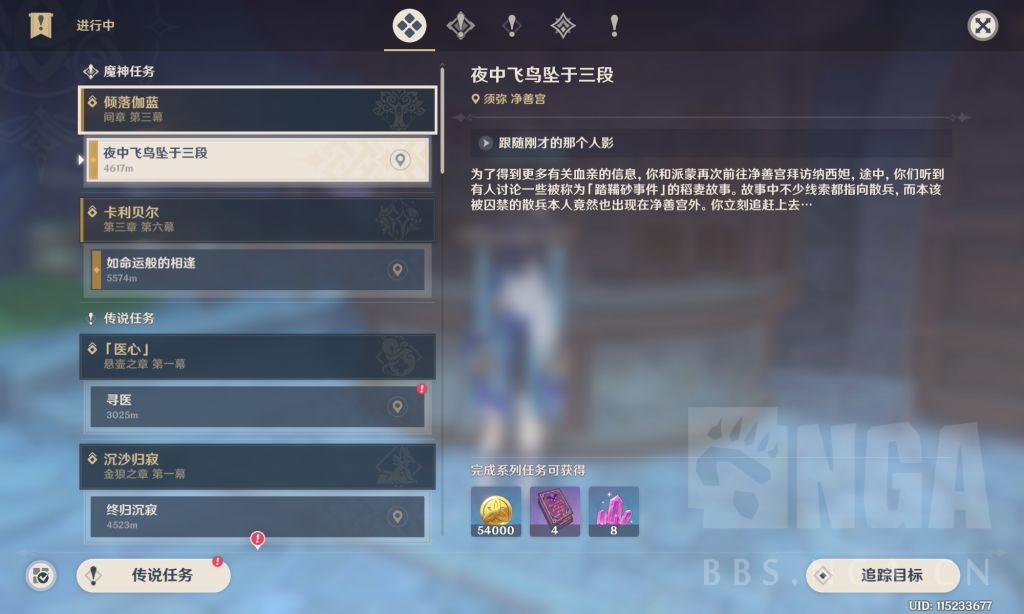 进行中
魔神任务
倾落伽蓝
间章 第三幕
夜中飞鸟坠于三段
4617m
卡利贝尔
第三章 第六幕
如命运般的相逢
5574m
传说任务
「医心」
悬壶之章 第一幕
寻医
3025m
沉沙归寂
金狼之章 第一幕
终归沉寂
4523m
传说任务
夜中飞鸟坠于三段
须弥 净善宫
跟随刚才的那个人影
为了得到更多有关血亲的信息，你和派蒙再次前往净善宫拜访纳西妲，途中，你们听到
有人讨论一些被称为「踏鞴砂事件」的稻妻故事。故事中不少线索都指向散兵，而本该
被囚禁的散兵本人竟然也出现在净善宫外。你立刻追赶上去…
完成系列任务可获得
54000
4
8
追踪目标
NGA
BBS.NGA.CN
UID: 115233677